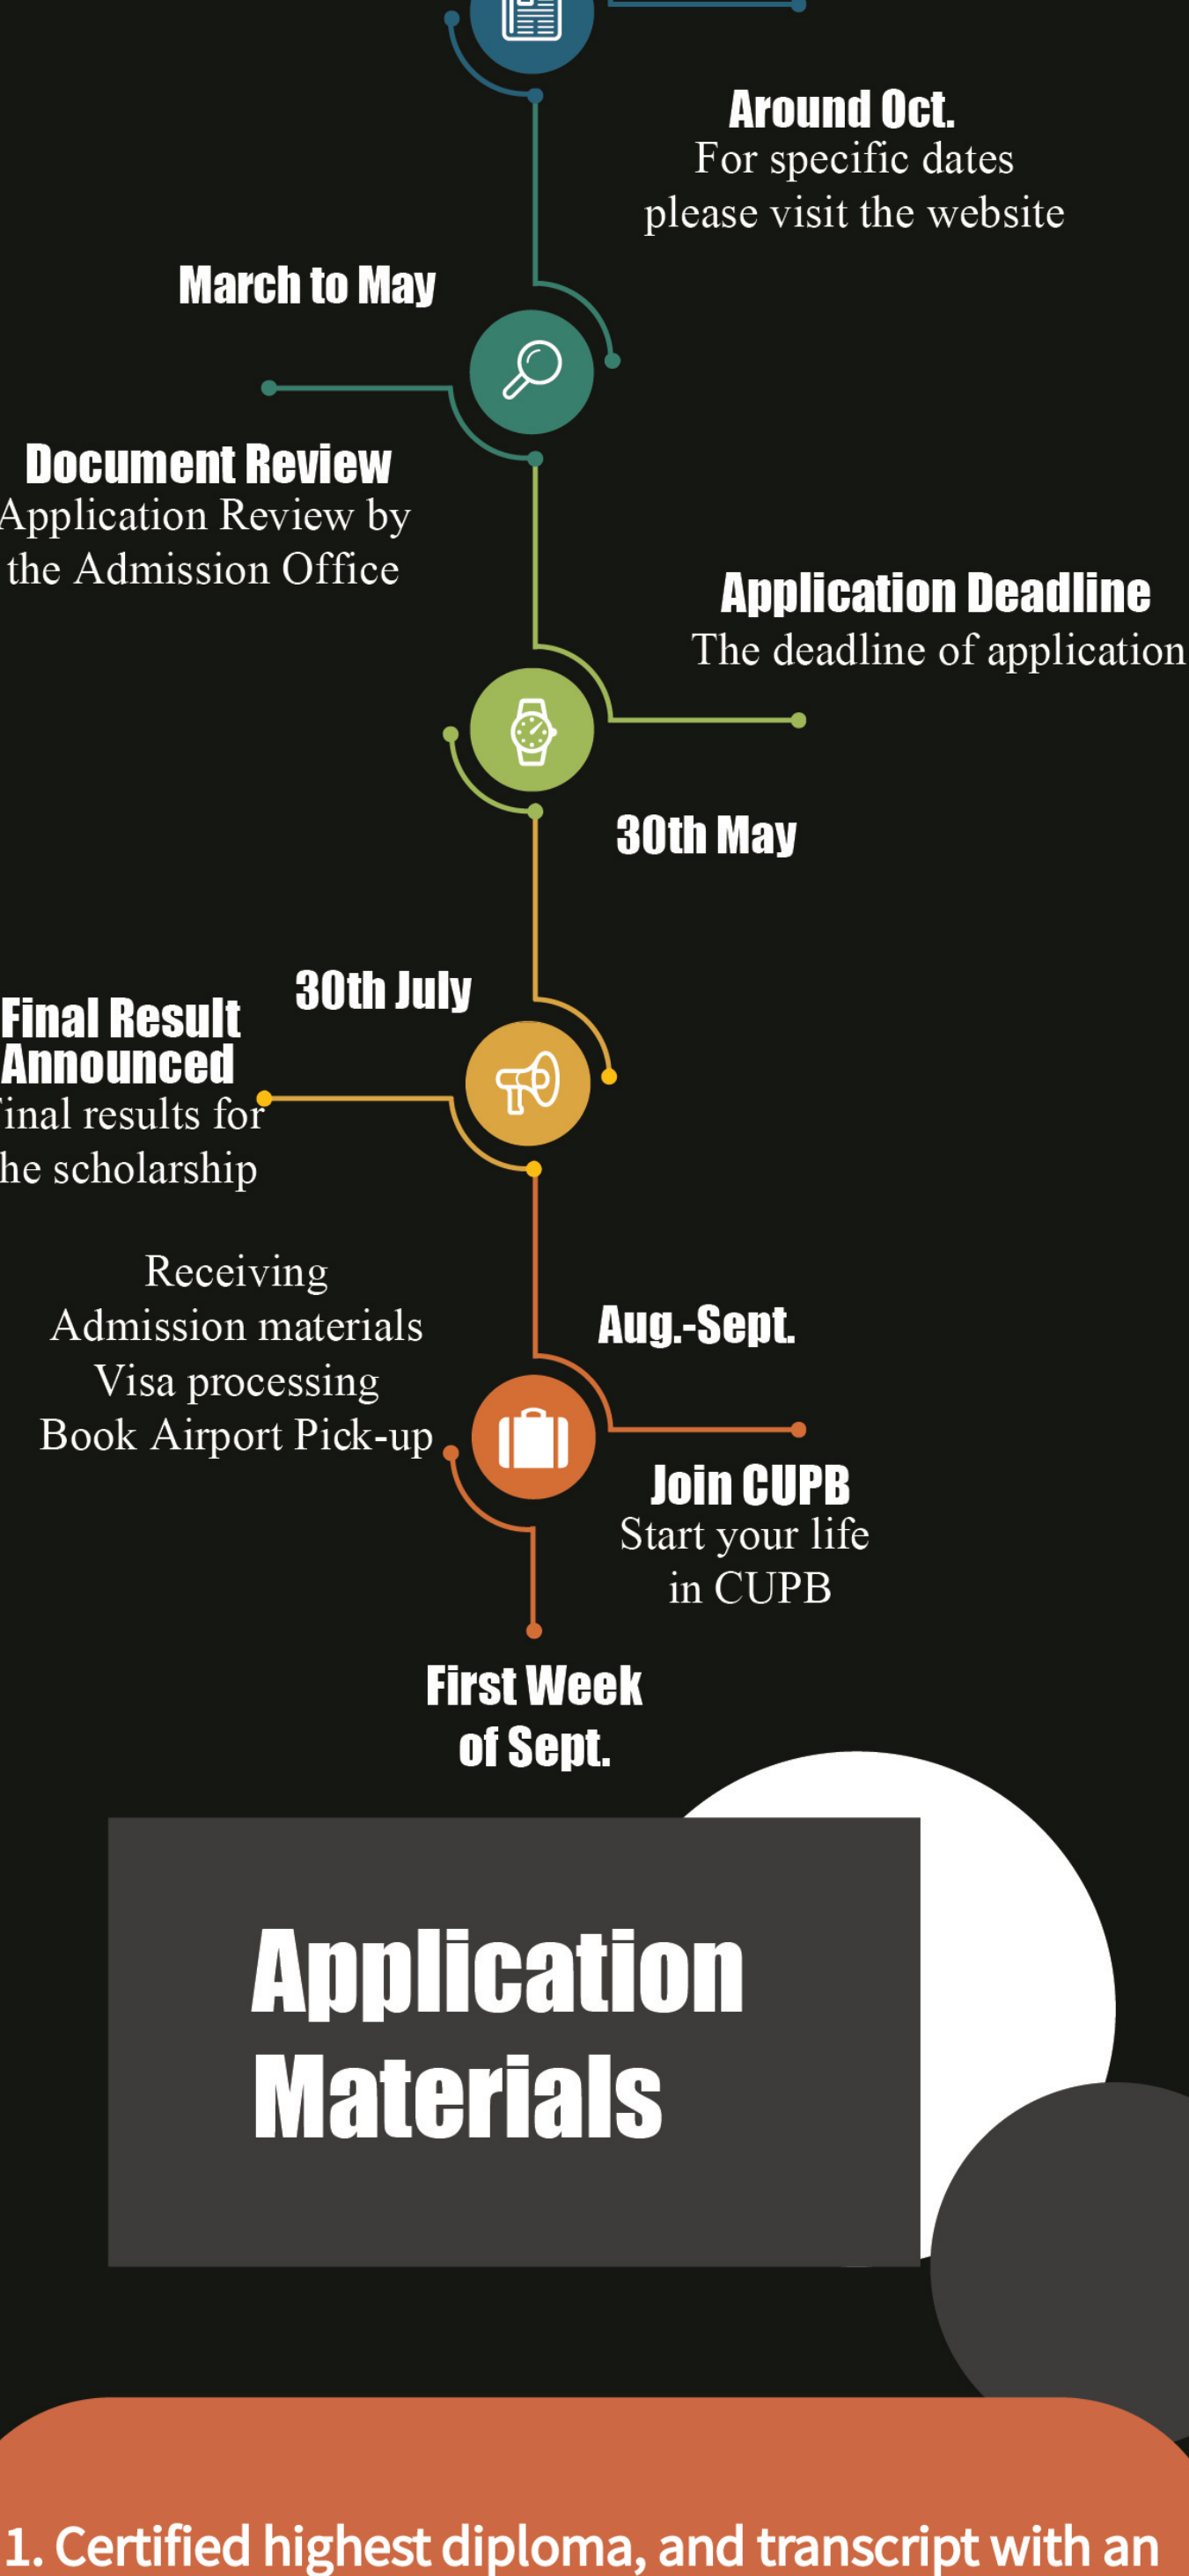 Around Oct.
For specific dates
please visit the website
March to May
Document Review
Application Review by
the Admission Office
Application Deadline
The deadline of application
30th May
30th July
Final Result
Announced
inal results for
he scholarship
Receiving
Admission materials
Visa processing
Book Airport Pick-up
Aug.-Sept.
Join CUPB
Start your life
in CUPB
First Week
of Sept.
Application
Materials
1. Certified highest diploma, and transcript with an